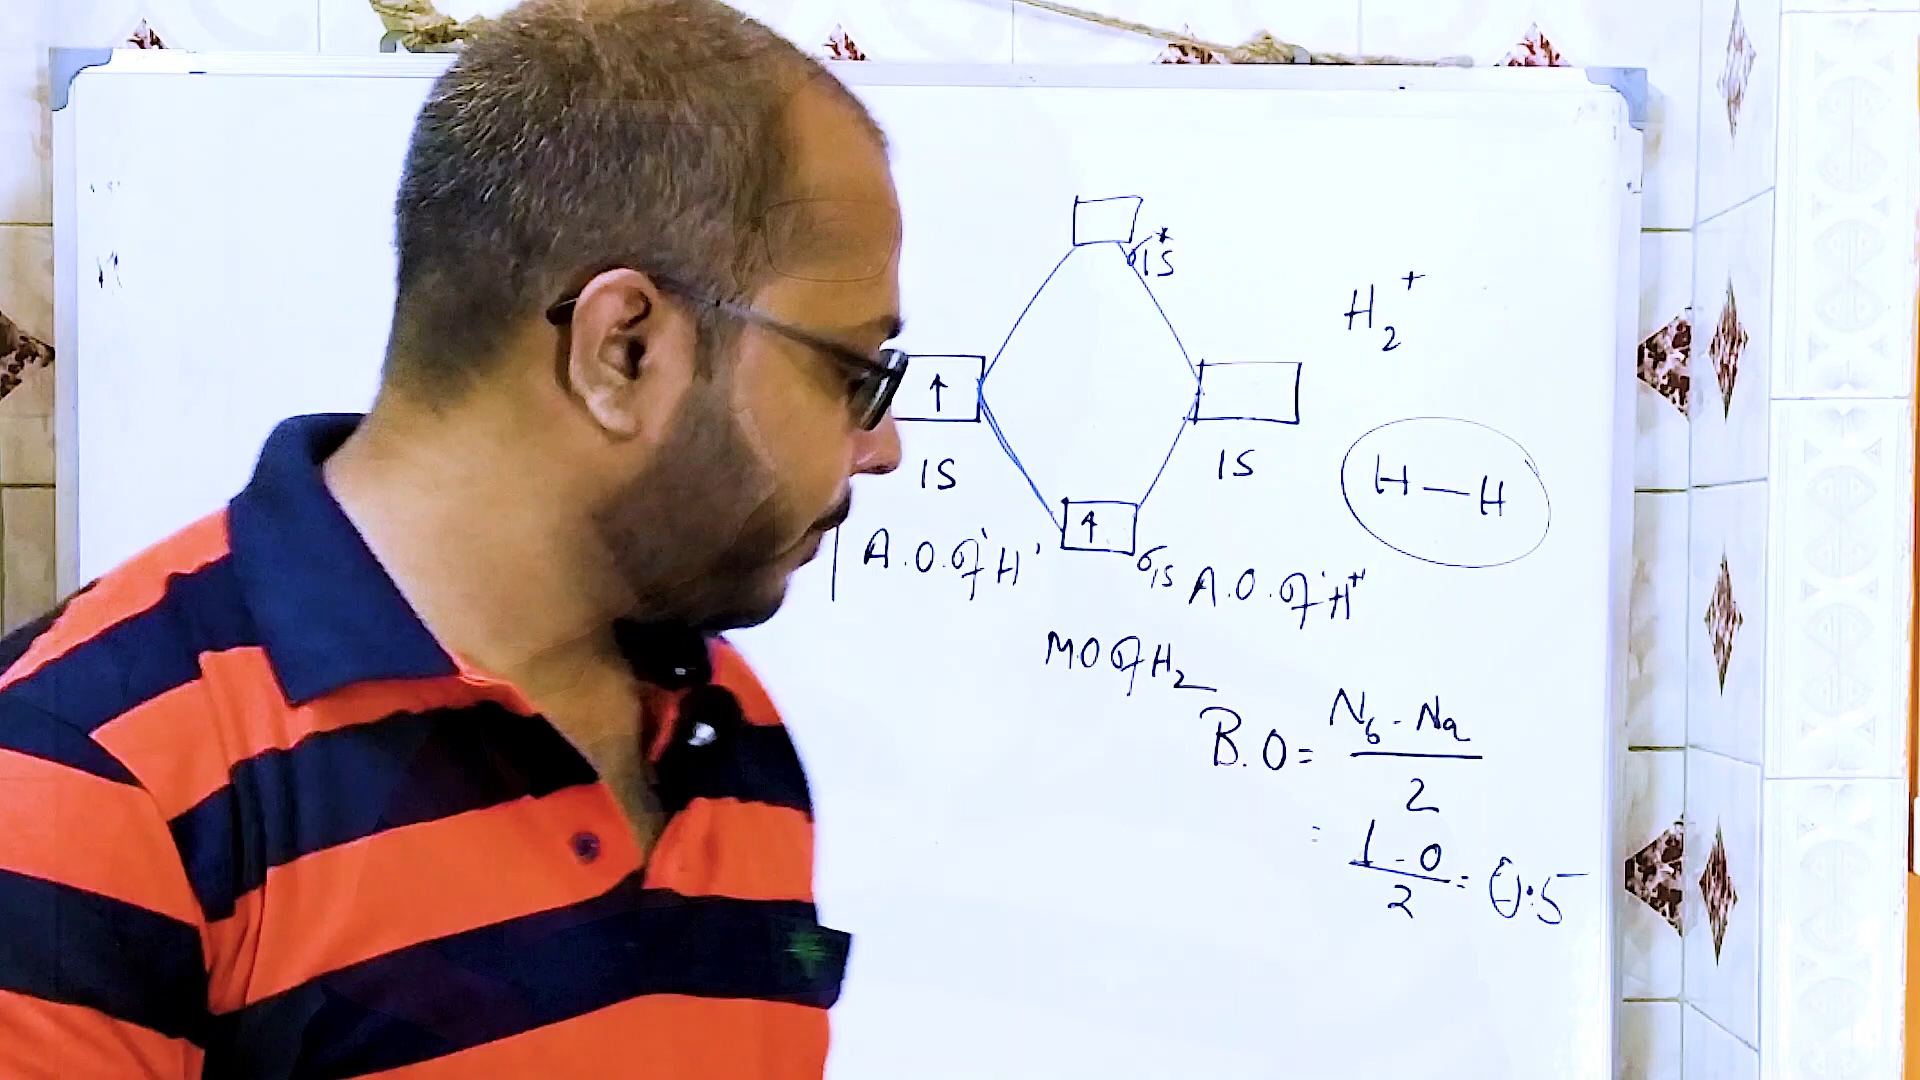 σ*1S
H2+
↑
1S
1S
H—H
↑
σ1S
A.O. of 'H'
A.O. of 'H+'
MO of H2
B.O = Nb - Na / 2
= 1 - 0 / 2 = 0.5